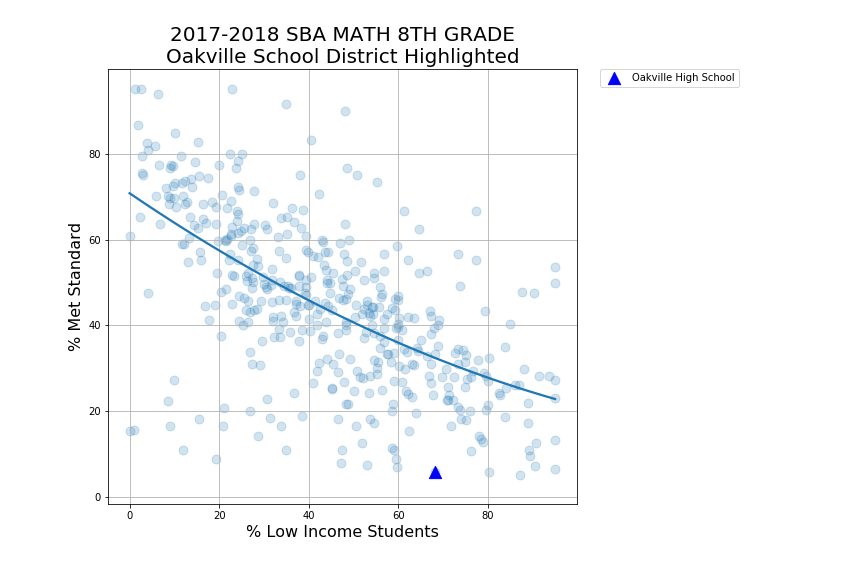 2017-2018 SBA MATH 8TH GRADE
Oakville School District Highlighted
Oakville High School
% Met Standard
80
60
40
20
0
0 20 40 60 80
% Low Income Students